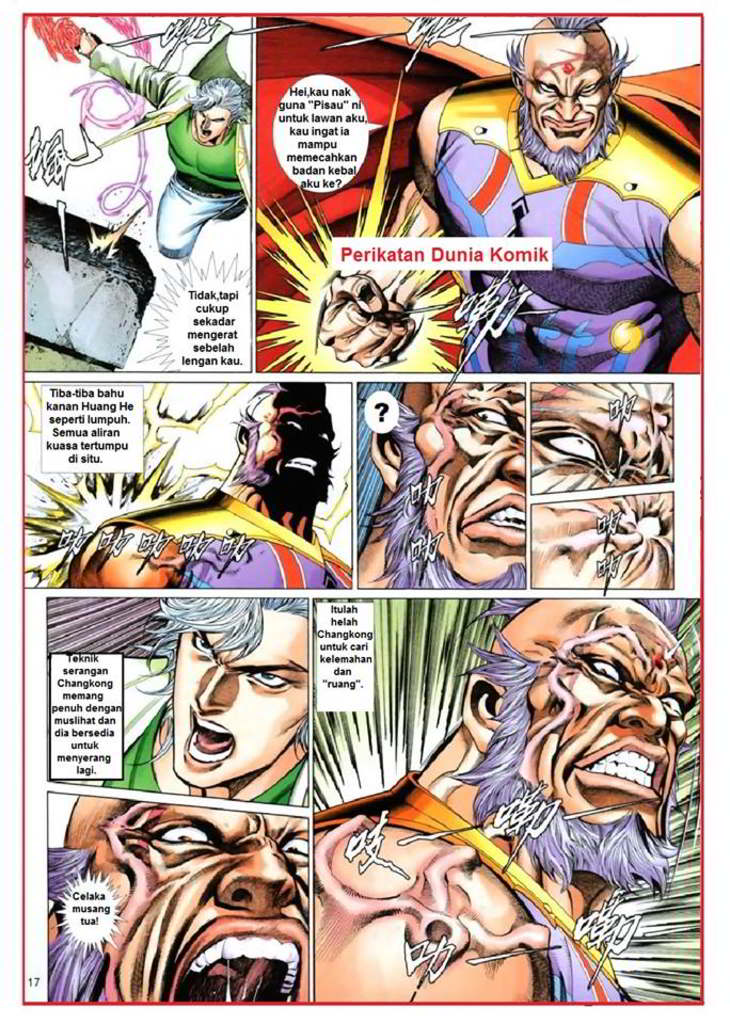 Hei,kau nak
guna "Pisau" ni
untuk lawan aku,
kau ingat ia
mampu
memecahkan
badan kebal
aku ke?
Perikatan Dunia Komik
Tidak,tapi
cukup
sekadar
mengerat
sebelah
lengan kau.
Tiba-tiba bahu
kanan Huang He
seperti lumpuh.
Semua aliran
kuasa tertumpu
di situ.
?
Teknik
serangan
Changkong
memang
penuh dengan
muslihat dan
dia bersedia
untuk
menyerang
lagi.
Itulah
helah
Changkong
untuk cari
kelemahan
dan
"ruang".
Celaka
musang
tua!
17